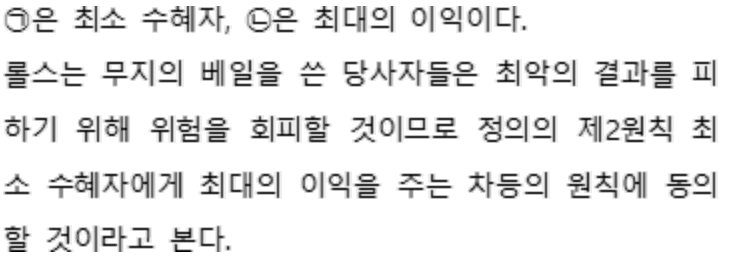 ㉠은 최소 수혜자, ㉡은 최대의 이익이다.
롤스는 무지의 베일을 쓴 당사자들은 최악의 결과를 피
하기 위해 위험을 회피할 것이므로 정의의 제2원칙 최
소 수혜자에게 최대의 이익을 주는 차등의 원칙에 동의
할 것이라고 본다.